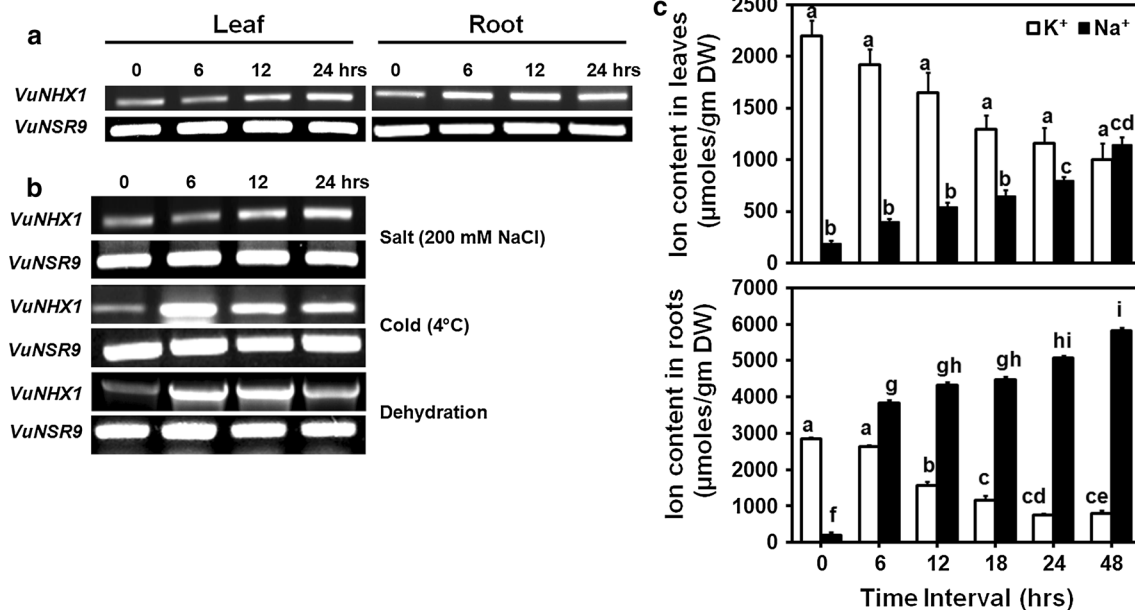 a
Leaf
Root
0 6 12 24 hrs
0 6 12 24 hrs
VuNHX1
VuNSR9
b
0 6 12 24 hrs
VuNHX1
VuNSR9
Salt (200 mM NaCl)
VuNHX1
VuNSR9
Cold (4ºC)
VuNHX1
VuNSR9
Dehydration
c
Ion content in leaves
(µmoles/gm DW)
2500
2000
1500
1000
500
0
K+ Na+
a b a b a b a b a c a cd
Ion content in roots
(µmoles/gm DW)
7000
6000
5000
4000
3000
2000
1000
0
a f a g b gh c gh cd hi ce i
0 6 12 18 24 48
Time Interval (hrs)